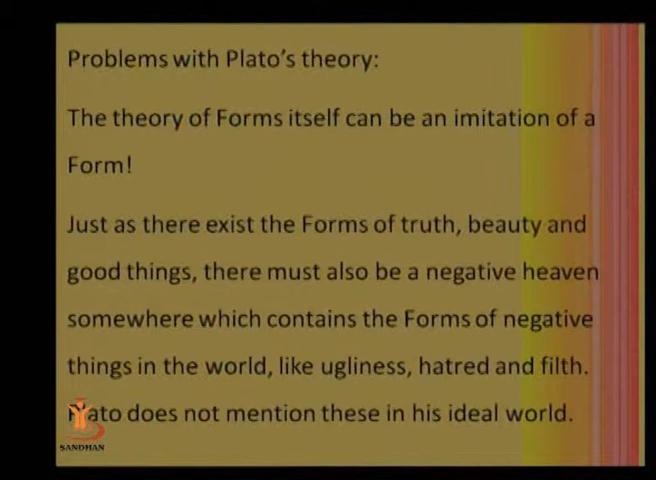 Problems with Plato's theory:
The theory of Forms itself can be an imitation of a
Form!
Just as there exist the Forms of truth, beauty and
good things, there must also be a negative heaven
somewhere which contains the Forms of negative
things in the world, like ugliness, hatred and filth.
Plato does not mention these in his ideal world.
SANDHAN